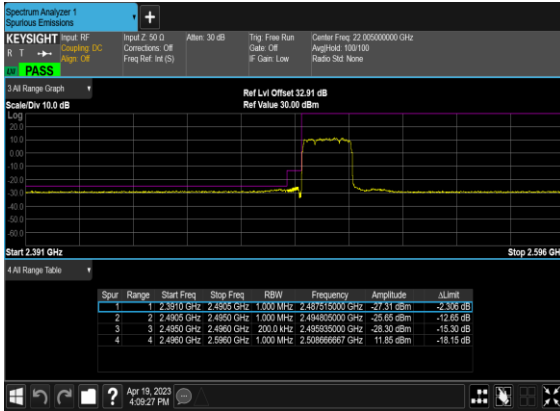 Spectrum Analyzer 1
Spurious Emissions
+
KEYSIGHT Input: RF Input Z: 50 Ω Atten: 30 dB Trig: Free Run Center Freq: 22.005000000 GHz
R T Coupling: DC Corrections: Off Gate: Off Avg|Hold: 100/100
Align: Off Freq Ref: Int (S) IF Gain: Low Radio Std: None
PASS
3 All Range Graph
Ref Lvl Offset 32.91 dB
Scale/Div 10.0 dB Ref Value 30.00 dBm
Log
20.0
10.0
0.00
-10.0
-20.0
-30.0
-40.0
-50.0
-60.0
Start 2.391 GHz Stop 2.596 GH
4 All Range Table
Spur Range Start Freq Stop Freq RBW Frequency Amplitude ΔLimit
1 1 2.3910 GHz 2.4905 GHz 1.000 MHz 2.487515000 GHz -27.31 dBm -2.306 dB
2 2 2.4905 GHz 2.4950 GHz 1.000 MHz 2.494805000 GHz -25.65 dBm -12.65 dB
3 3 2.4950 GHz 2.4960 GHz 200.0 kHz 2.495935000 GHz -28.30 dBm -15.30 dB
4 4 2.4960 GHz 2.5960 GHz 1.000 MHz 2.508666667 GHz 11.85 dBm -18.15 dB
? Apr 19, 2023
4:09:27 PM